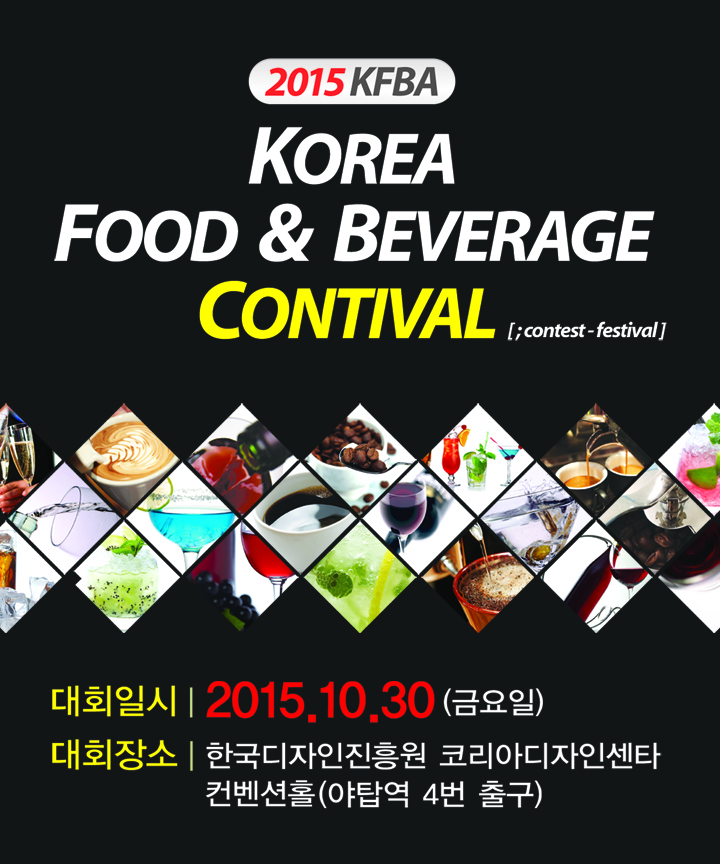 2015 KFBA
KOREA
FOOD & BEVERAGE
CONTIVAL [ ; contest - festival ]
대회일시 | 2015.10.30 (금요일)
대회장소 | 한국디자인진흥원 코리아디자인센타
컨벤션홀(야탑역 4번 출구)